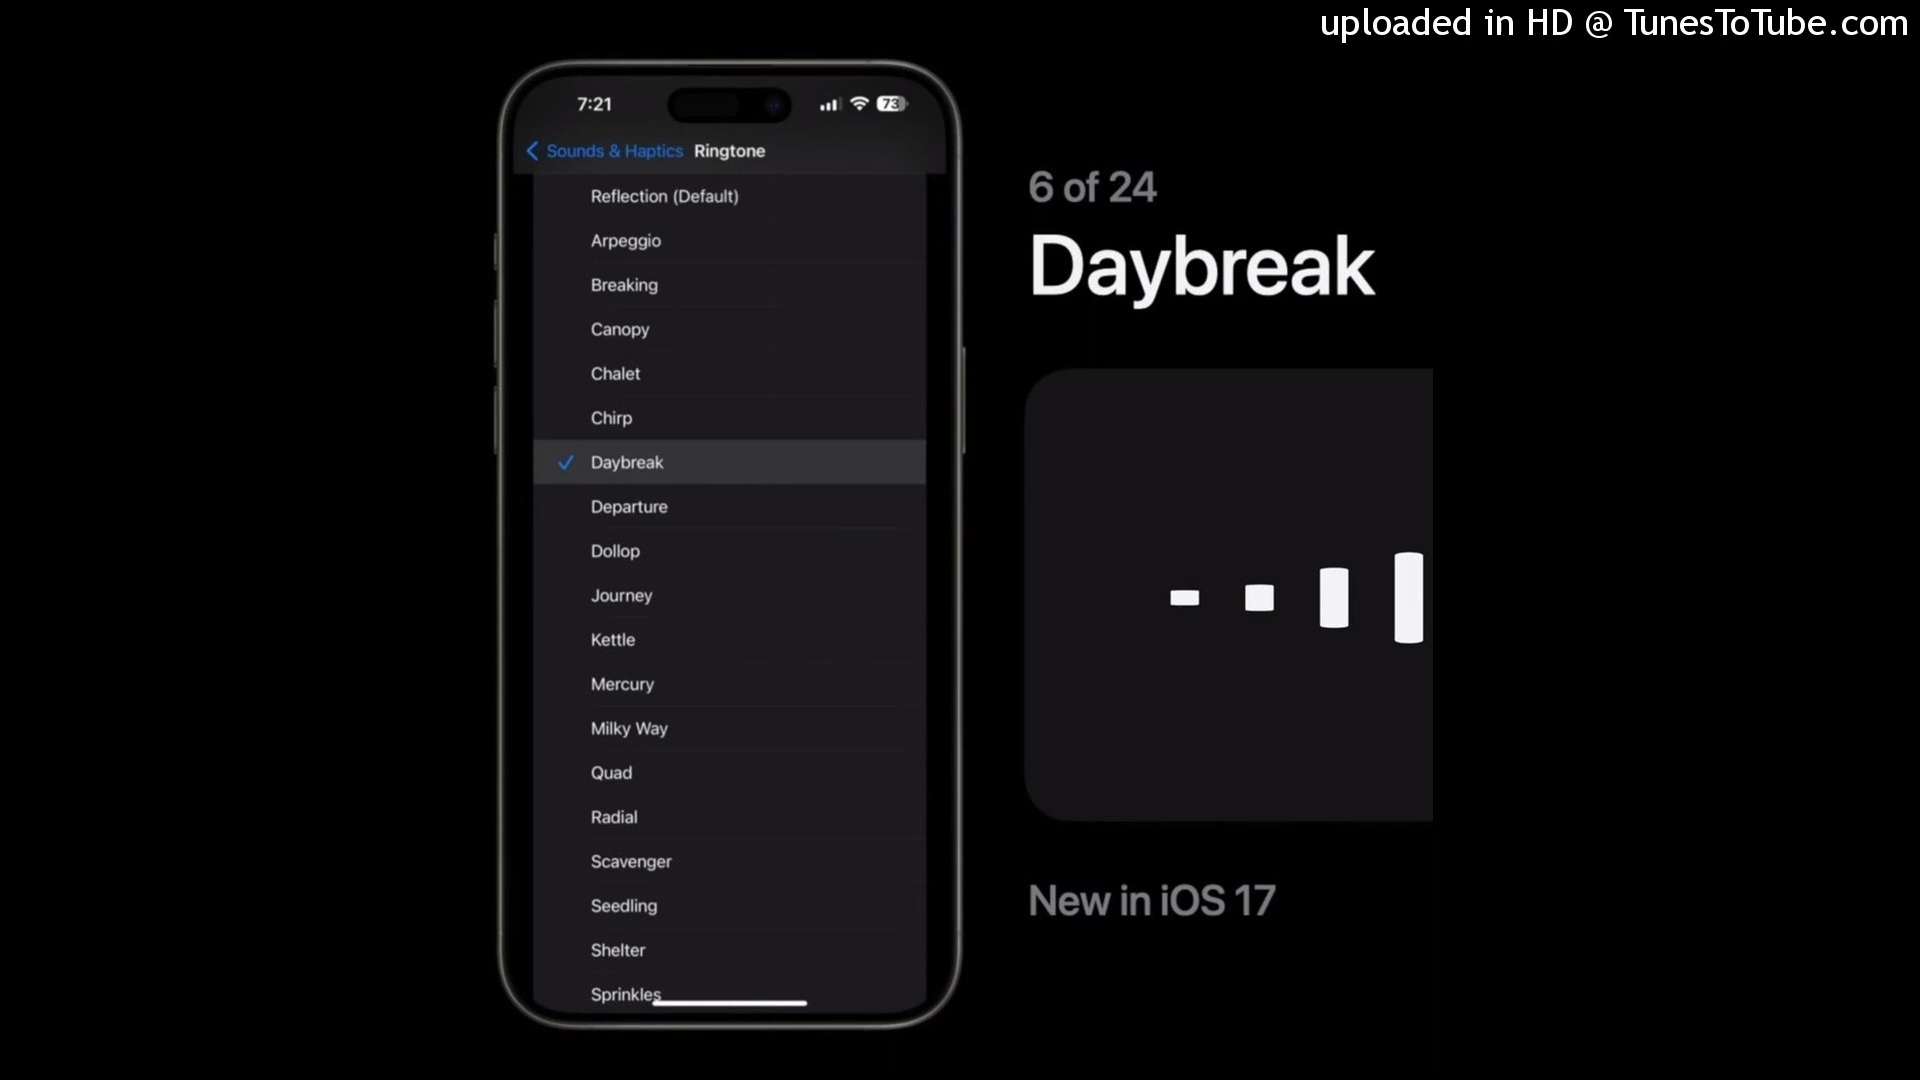 uploaded in HD @ TunesToTube.com
7:21
73
Sounds & Haptics Ringtone
Reflection (Default)
Arpeggio
Breaking
Canopy
Chalet
Chirp
Daybreak
Departure
Dollop
Journey
Kettle
Mercury
Milky Way
Quad
Radial
Scavenger
Seedling
Shelter
Sprinkles
6 of 24
Daybreak
New in iOS 17